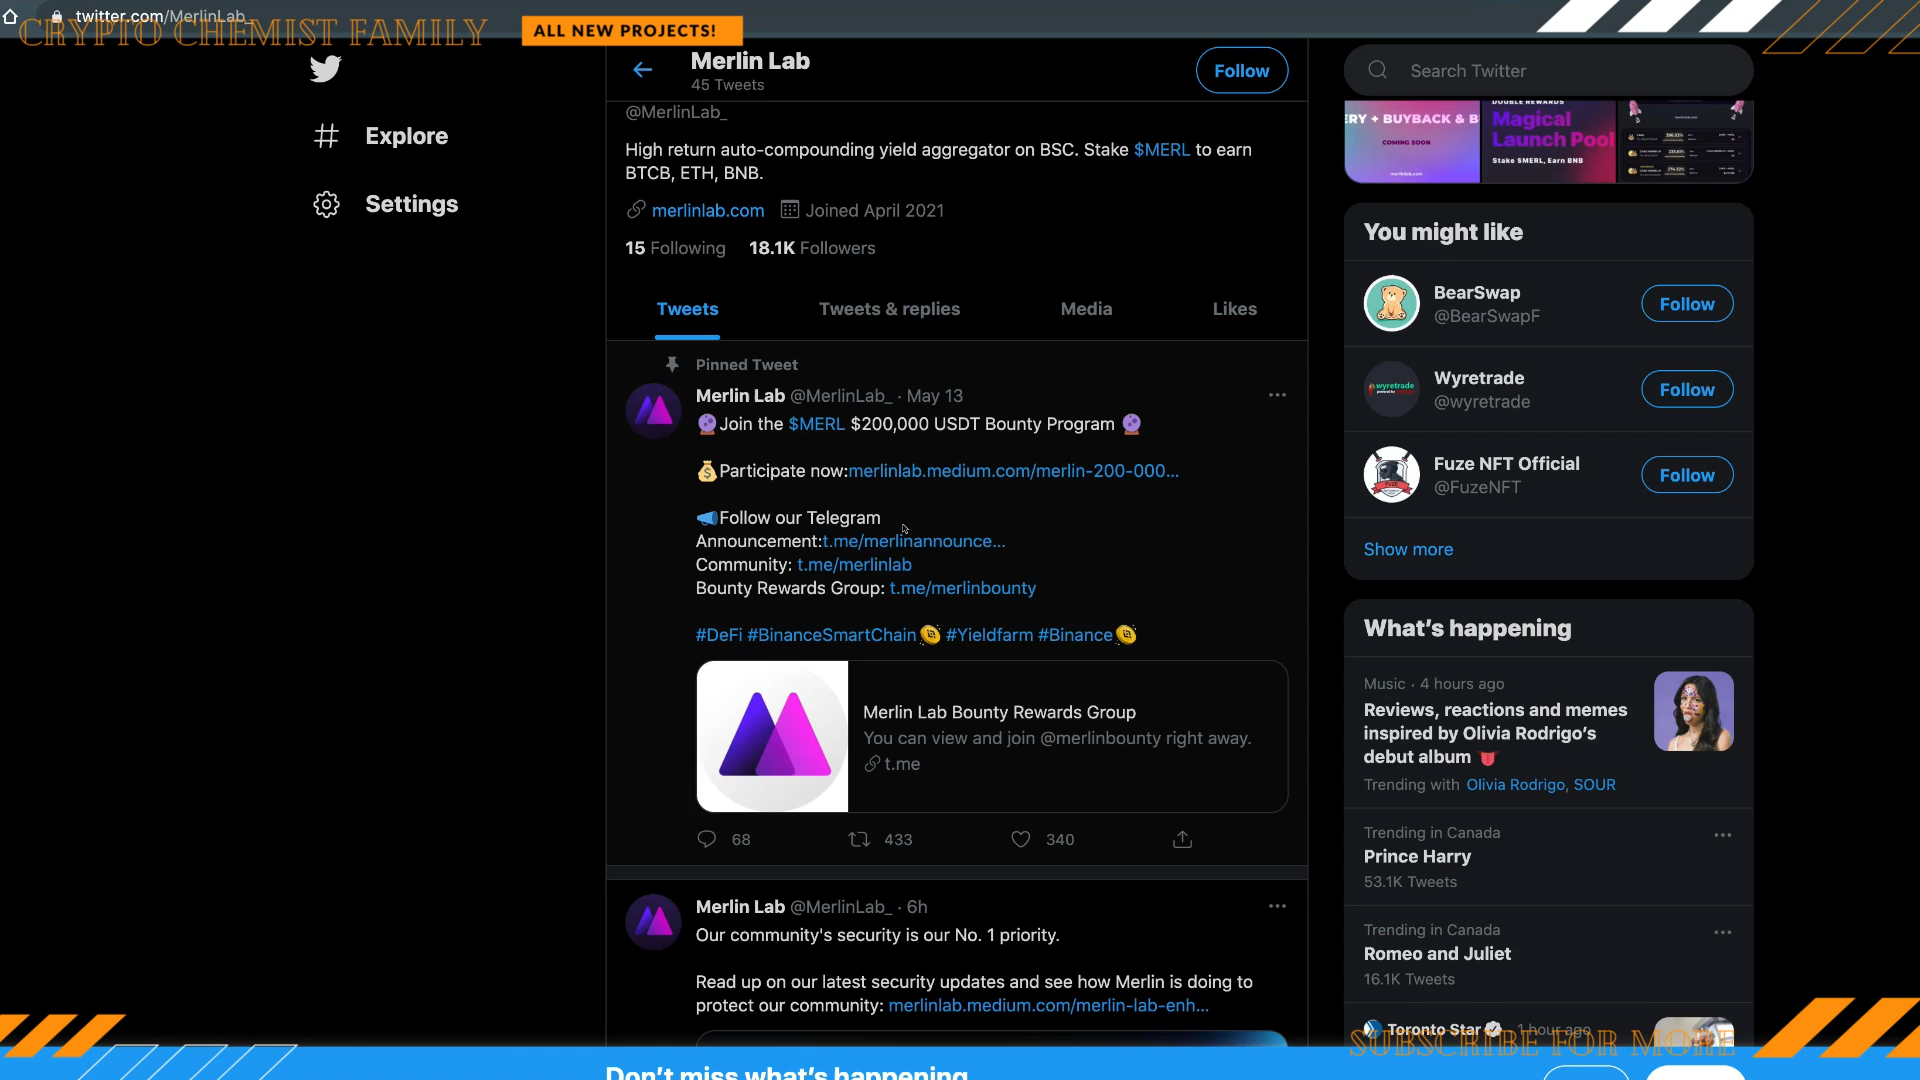 twitter.com/MerlinLab_
CRYPTO CHEMIST FAMILY
ALL NEW PROJECTS!
Explore
Settings
Merlin Lab
45 Tweets
Follow
@MerlinLab_
High return auto-compounding yield aggregator on BSC. Stake $MERL to earn
BTCB, ETH, BNB.
merlinlab.com Joined April 2021
15 Following 18.1K Followers
Tweets Tweets & replies Media Likes
Pinned Tweet
Merlin Lab @MerlinLab_ · May 13
Join the $MERL $200,000 USDT Bounty Program
Participate now:merlinlab.medium.com/merlin-200-000...
Follow our Telegram
Announcement:t.me/merlinannounce...
Community: t.me/merlinlab
Bounty Rewards Group: t.me/merlinbounty
#DeFi #BinanceSmartChain #Yieldfarm #Binance
Merlin Lab Bounty Rewards Group
You can view and join @merlinbounty right away.
t.me
68 433 340
Merlin Lab @MerlinLab_ · 6h
Our community's security is our No. 1 priority.
Read up on our latest security updates and see how Merlin is doing to
protect our community: merlinlab.medium.com/merlin-lab-enh...
Don't miss what's happening
Search Twitter
ERY + BUYBACK & B
COMING SOON
merlinlab.com
DOUBLE REWARDS
Magical
Launch Pool
Stake SMERL, Earn BNB
You might like
BearSwap
@BearSwapF
Follow
Wyretrade
@wyretrade
Follow
Fuze NFT Official
@FuzeNFT
Follow
Show more
What's happening
Music · 4 hours ago
Reviews, reactions and memes
inspired by Olivia Rodrigo's
debut album
Trending with Olivia Rodrigo, SOUR
Trending in Canada
Prince Harry
53.1K Tweets
Trending in Canada
Romeo and Juliet
16.1K Tweets
Toronto Star · 1 hour ago
SUBSCRIBE FOR MORE